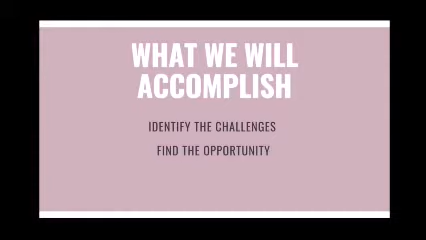 WHAT WE WILL
ACCOMPLISH
IDENTIFY THE CHALLENGES
FIND THE OPPORTUNITY